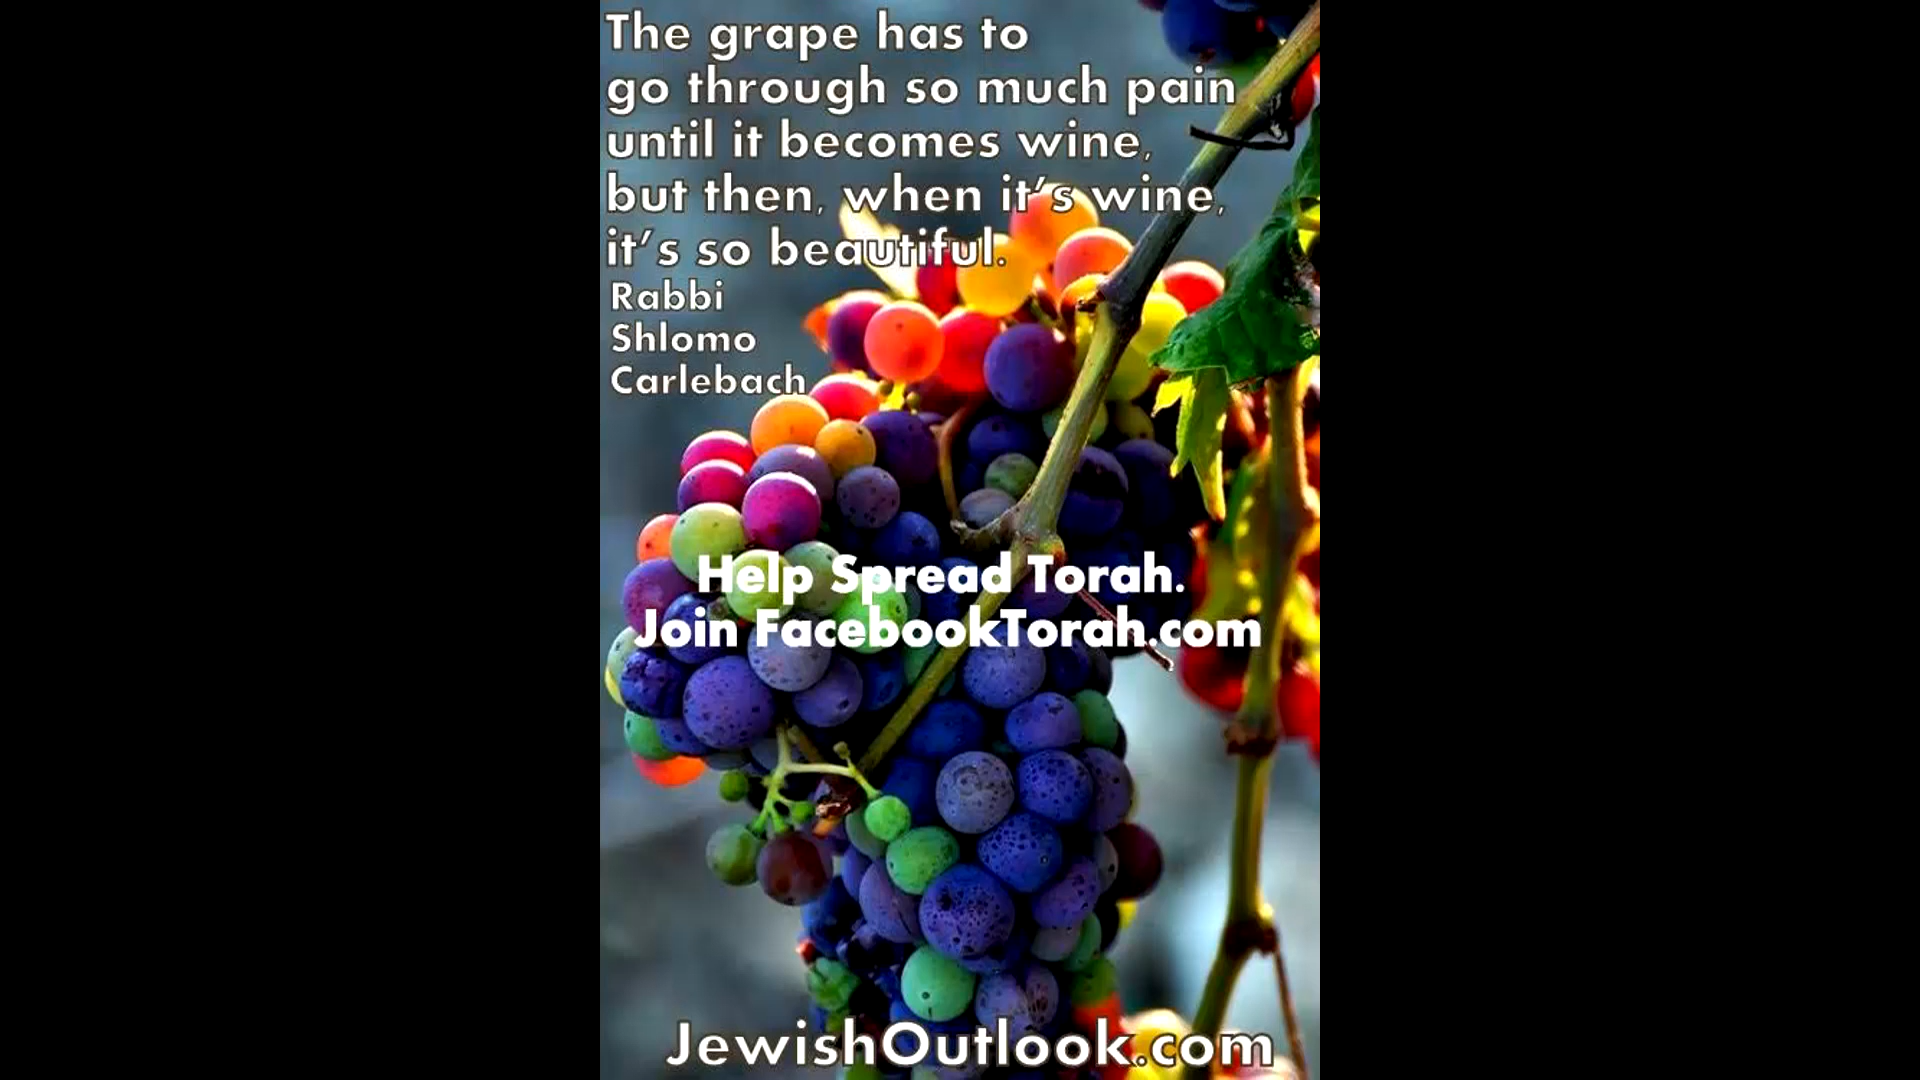 The grape has to
go through so much pain
until it becomes wine,
but then, when it's wine,
it's so beautiful.
Rabbi
Shlomo
Carlebach
Help Spread Torah.
Join FacebookTorah.com
JewishOutlook.com